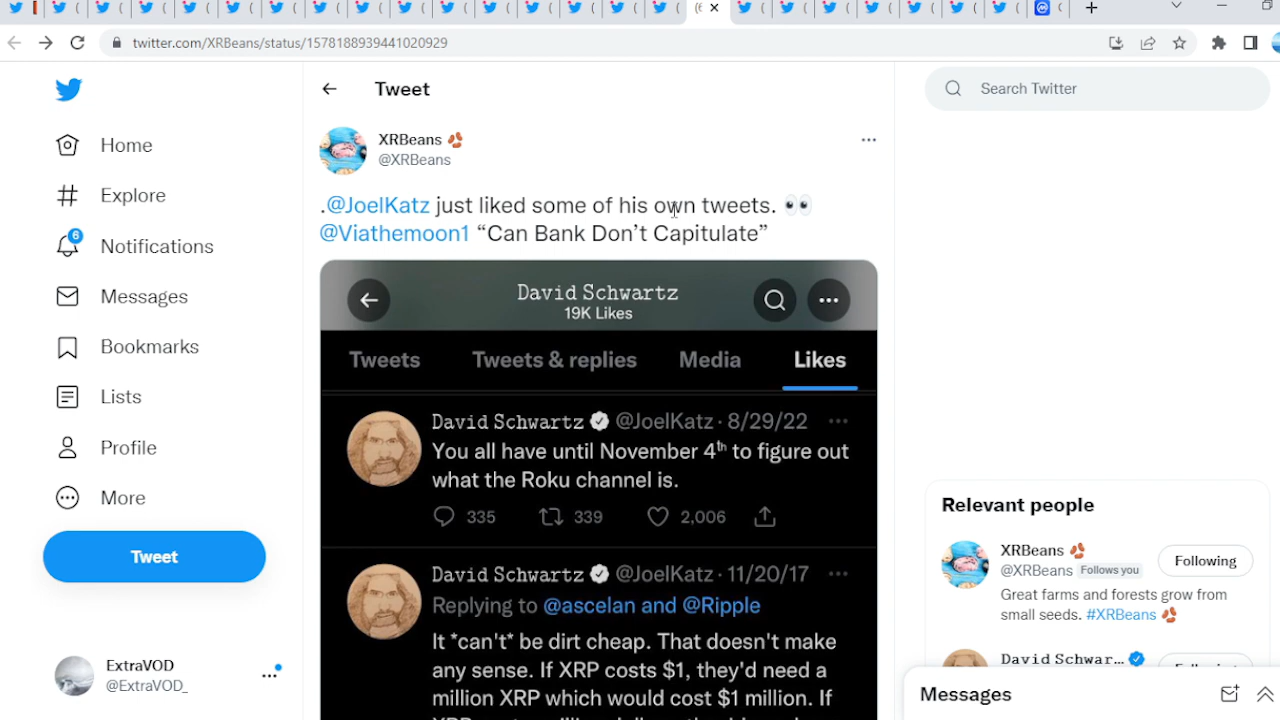 (6
twitter.com/XRBeans/status/1578188939441020929
Tweet
Search Twitter
Home
Explore
6
Notifications
Messages
Bookmarks
Lists
Profile
More
Tweet
ExtraVOD
@ExtraVOD_
XRBeans
@XRBeans
.@JoelKatz just liked some of his own tweets. 👀
@Viathemoon1 “Can Bank Don’t Capitulate”
David Schwartz
19K Likes
Tweets Tweets & replies Media Likes
David Schwartz @JoelKatz · 8/29/22
You all have until November 4th to figure out
what the Roku channel is.
335 339 2,006
David Schwartz @JoelKatz · 11/20/17
Replying to @ascelan and @Ripple
It *can't* be dirt cheap. That doesn't make
any sense. If XRP costs $1, they'd need a
million XRP which would cost $1 million. If
Relevant people
XRBeans
@XRBeans Follows you
Following
Great farms and forests grow from
small seeds. #XRBeans
David Schwar...
Messages